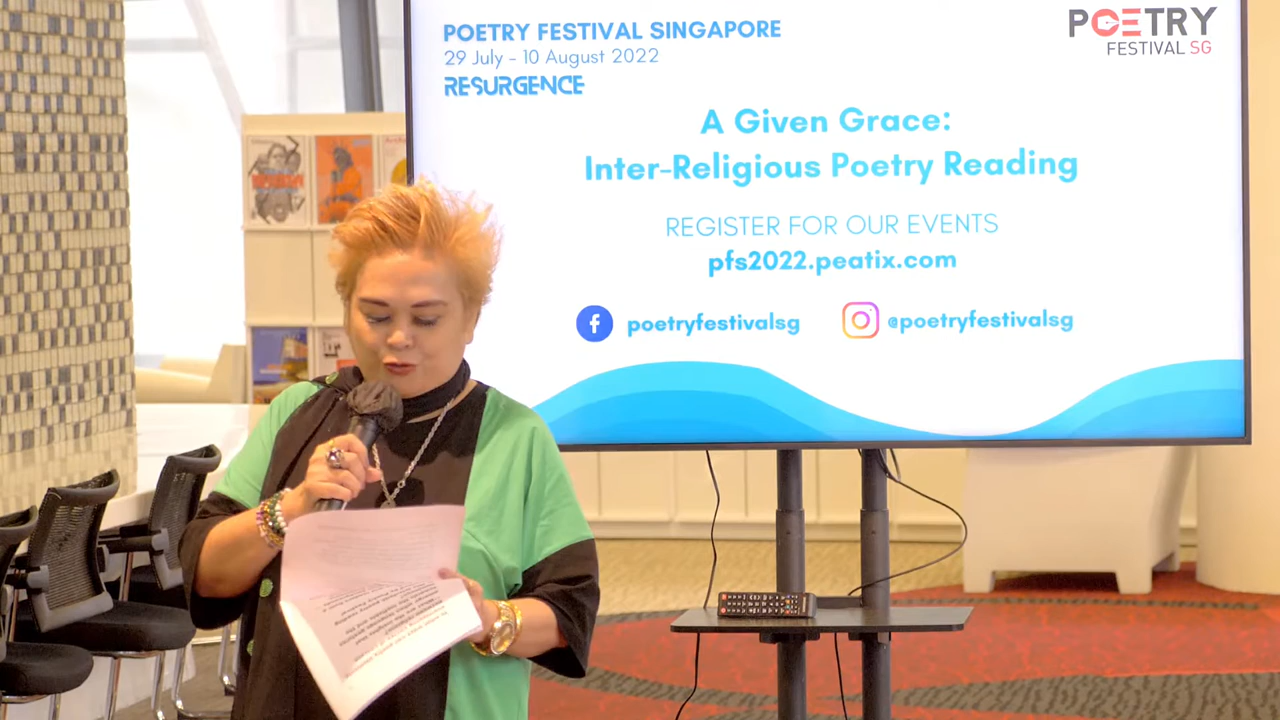 POETRY FESTIVAL SINGAPORE
29 July - 10 August 2022
RESURGENCE
POETRY
FESTIVAL SG
A Given Grace:
Inter-Religious Poetry Reading
REGISTER FOR OUR EVENTS
pfs2022.peatix.com
poetryfestivalsg
@poetryfestivalsg